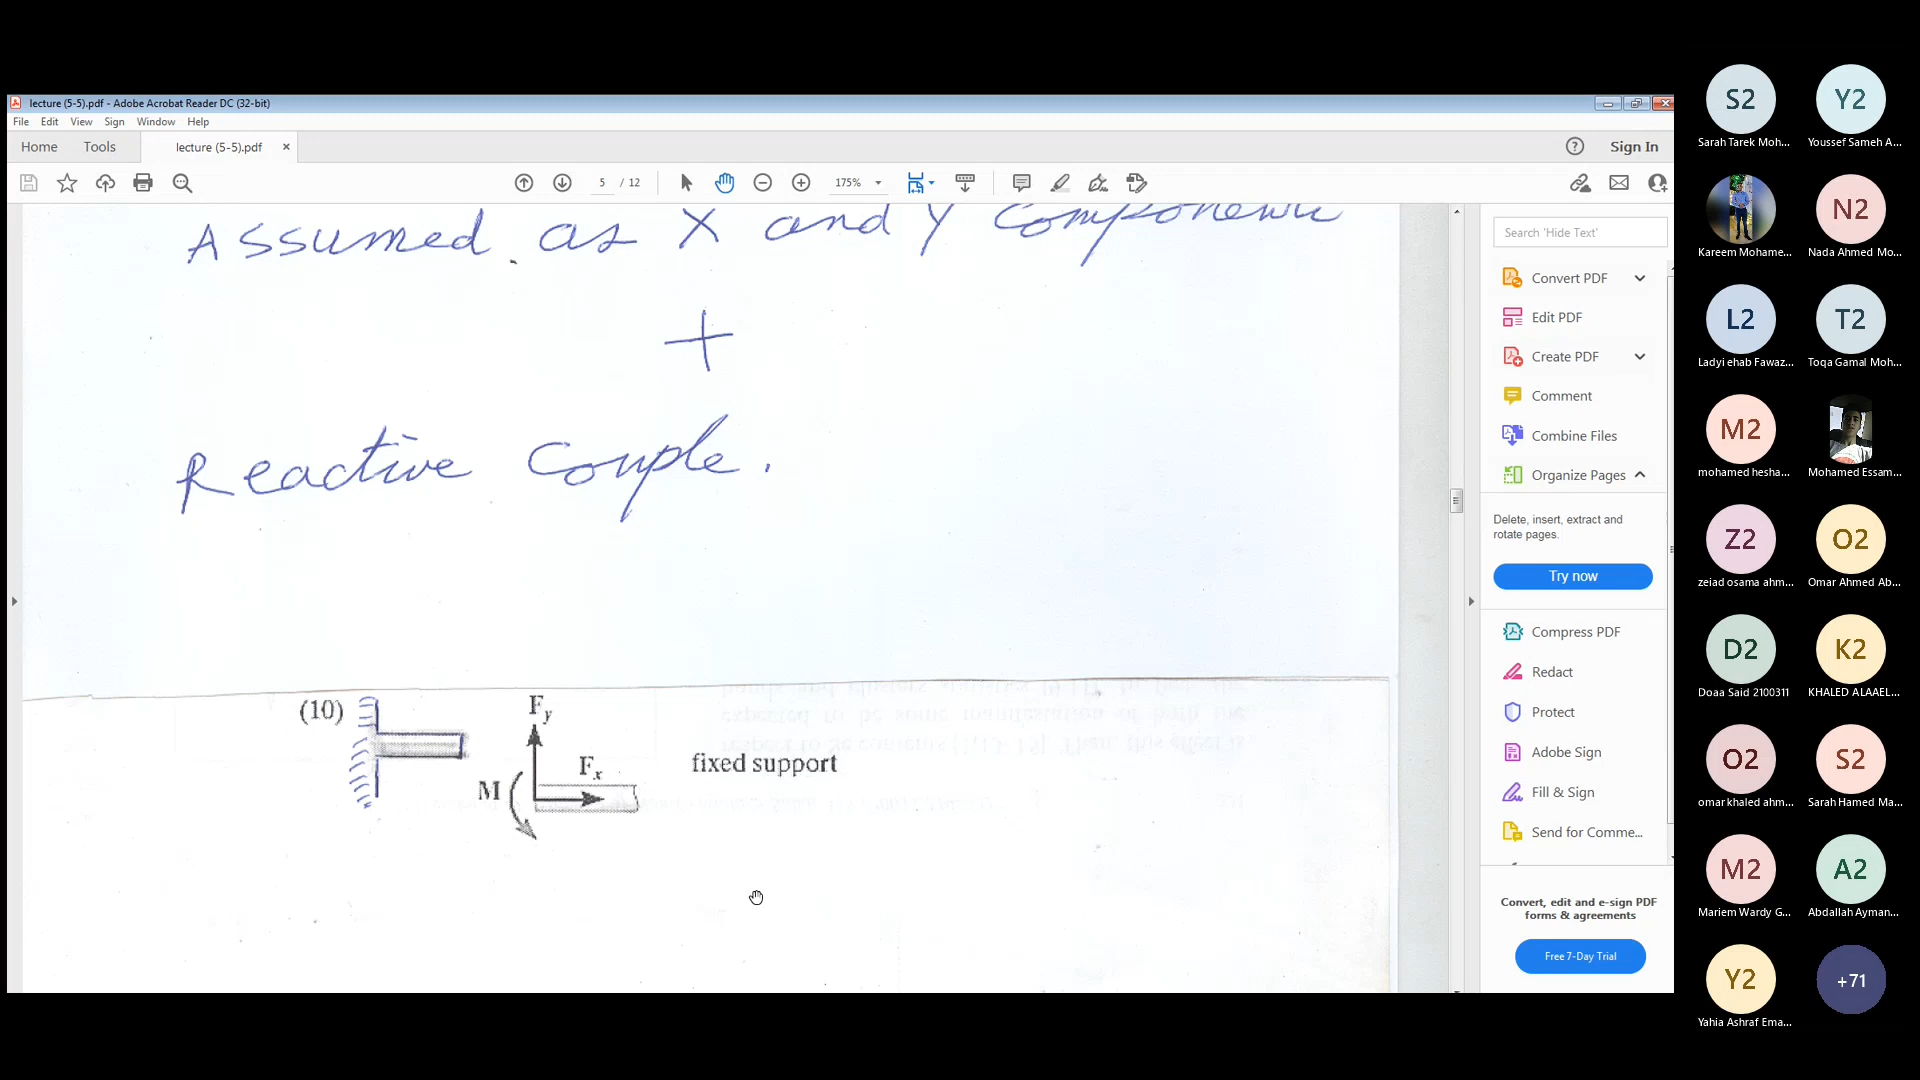 lecture (5-5).pdf - Adobe Acrobat Reader DC (32-bit)
File Edit View Sign Window Help
Home Tools lecture (5-5).pdf × Sign In
5 / 12 175%
Assumed as X and Y
+
Reactive Couple.
(10) Fy
Fx
M
fixed support
Search 'Hide Text'
Convert PDF
Edit PDF
Create PDF
Comment
Combine Files
Organize Pages
Delete, insert, extract and
rotate pages.
Try now
Compress PDF
Redact
Protect
Adobe Sign
Fill & Sign
Send for Comme...
Convert, edit and e-sign PDF
forms & agreements
Free 7-Day Trial
S2 Y2
Sarah Tarek Moh... Youssef Sameh A...
N2
Kareem Mohame... Nada Ahmed Mo...
L2 T2
Ladyi ehab Fawaz... Toqa Gamal Moh...
M2
mohamed hesha... Mohamed Essam...
Z2 O2
zeiad osama ahm... Omar Ahmed Ab...
D2 K2
Doaa Said 2100311 KHALED ALAAEL...
O2 S2
omar khaled ahm... Sarah Hamed Ma...
M2 A2
Mariem Wardy G... Abdallah Ayman...
Y2 +71
Yahia Ashraf Ema...